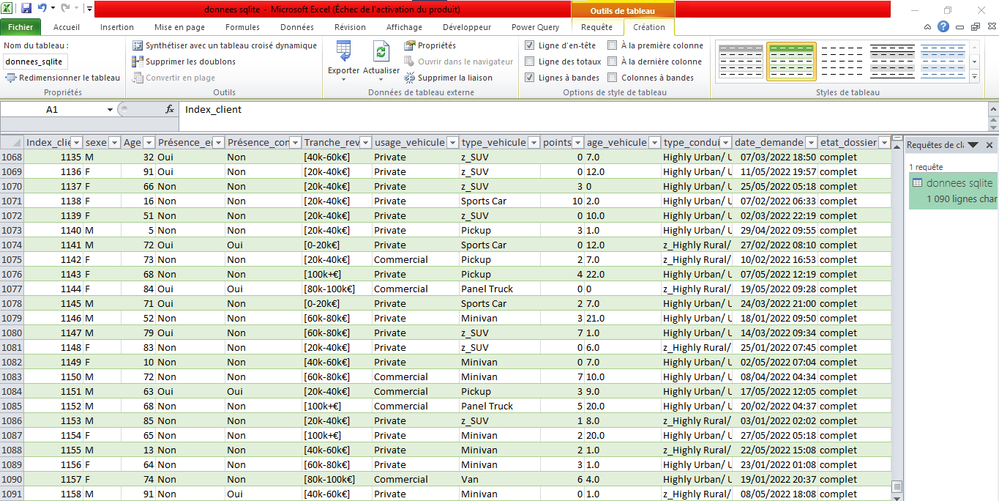 donnees sqlite - Microsoft Excel (Échec de l'activation du produit)
Outils de tableau
Fichier Accueil Insertion Mise en page Formules Données Révision Affichage Développeur Power Query Requête Création
Nom du tableau :
donnees_sqlite
Redimensionner le tableau
Propriétés
Synthétiser avec un tableau croisé dynamique
Supprimer les doublons
Convertir en plage
Outils
Exporter Actualiser
Propriétés
Ouvrir dans le navigateur
Supprimer la liaison
Données de tableau externe
Ligne d'en-tête À la première colonne
Ligne des totaux À la dernière colonne
Lignes à bandes Colonnes à bandes
Options de style de tableau
Styles de tableau
A1 fx Index_client
Index_clie sexe Age Présence_e Présence_con Tranche_rev usage_vehicule type_vehicule points age_vehicule type_condui date_demande etat_dossier
1068 1135 M 32 Oui Non [40k-60k€] Private z_SUV 0 7.0 Highly Urban/ U 07/03/2022 18:50 complet
1069 1136 F 91 Oui Non [20k-40k€] Private z_SUV 0 12.0 Highly Urban/ U 11/05/2022 19:57 complet
1070 1137 F 66 Non Non [20k-40k€] Private z_SUV 3 0 Highly Urban/ U 25/05/2022 05:18 complet
1071 1138 F 16 Non Non [20k-40k€] Private Sports Car 10 2.0 Highly Urban/ U 07/02/2022 06:33 complet
1072 1139 F 51 Non Non [20k-40k€] Private z_SUV 0 10.0 Highly Urban/ U 02/03/2022 22:19 complet
1073 1140 M 5 Non Non [20k-40k€] Private Pickup 3 1.0 Highly Urban/ U 29/04/2022 09:55 complet
1074 1141 M 72 Oui Oui [0-20k€] Private Sports Car 0 12.0 z_Highly Rural/ 27/02/2022 08:10 complet
1075 1142 F 73 Non Non [20k-40k€] Commercial Pickup 2 7.0 z_Highly Rural/ 10/02/2022 16:53 complet
1076 1143 F 68 Non Non [100k+€] Private Pickup 4 22.0 z_Highly Rural/ 07/05/2022 12:19 complet
1077 1144 F 84 Oui Oui [80k-100k€] Commercial Panel Truck 0 0 z_Highly Rural/ 19/05/2022 09:28 complet
1078 1145 M 71 Oui Non [0-20k€] Private Sports Car 2 7.0 Highly Urban/ U 24/03/2022 21:00 complet
1079 1146 M 52 Non Non [60k-80k€] Private Minivan 3 21.0 Highly Urban/ U 18/01/2022 09:50 complet
1080 1147 M 79 Oui Non [60k-80k€] Private z_SUV 7 1.0 Highly Urban/ U 14/03/2022 09:34 complet
1081 1148 F 83 Non Non [20k-40k€] Private z_SUV 0 6.0 z_Highly Rural/ 25/01/2022 07:45 complet
1082 1149 F 10 Non Non [40k-60k€] Private Minivan 0 7.0 Highly Urban/ U 02/05/2022 07:04 complet
1083 1150 M 72 Non Non [60k-80k€] Commercial Minivan 7 10.0 Highly Urban/ U 08/04/2022 04:34 complet
1084 1151 M 63 Oui Oui [20k-40k€] Commercial Pickup 3 9.0 Highly Urban/ U 17/05/2022 12:05 complet
1085 1152 M 68 Non Non [100k+€] Commercial Panel Truck 5 20.0 Highly Urban/ U 20/02/2022 04:37 complet
1086 1153 M 85 Non Non [20k-40k€] Private z_SUV 1 8.0 z_Highly Rural/ 03/01/2022 02:02 complet
1087 1154 F 65 Non Non [100k+€] Private Minivan 2 20.0 Highly Urban/ U 27/05/2022 05:18 complet
1088 1155 M 13 Non Non [40k-60k€] Private Minivan 2 1.0 z_Highly Rural/ 22/05/2022 15:08 complet
1089 1156 F 64 Non Non [60k-80k€] Private Minivan 3 1.0 Highly Urban/ U 23/01/2022 01:08 complet
1090 1157 F 74 Non Non [80k-100k€] Commercial Van 6 4.0 Highly Urban/ U 19/01/2022 20:37 complet
1091 1158 M 91 Non Oui [40k-60k€] Private Minivan 0 1.0 z_Highly Rural/ 08/05/2022 18:08 complet
Requêtes de cla
1 requête
donnees sqlite
1 090 lignes char